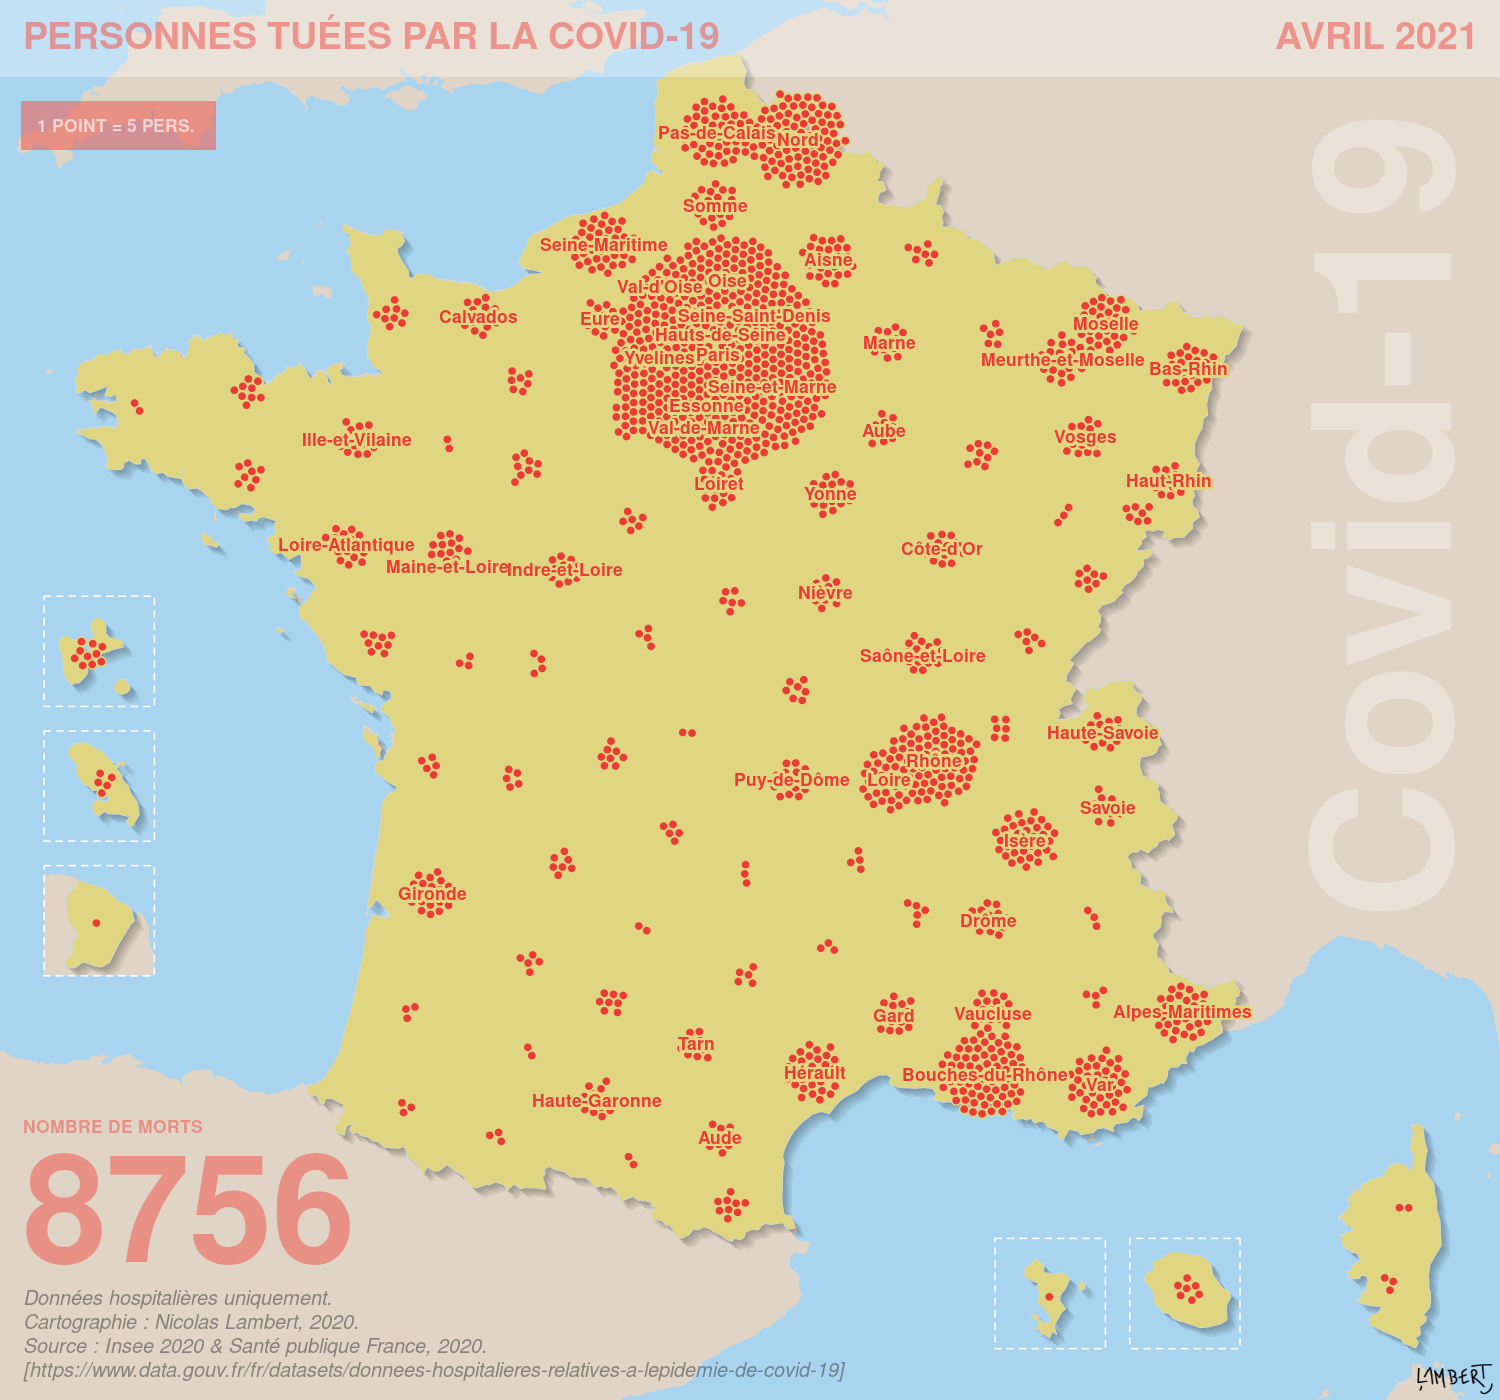 PERSONNES TUÉES PAR LA COVID-19
AVRIL 2021
1 POINT = 5 PERS.
Covid-19
Pas-de-Calais
Nord
Somme
Seine-Maritime
Aisne
Oise
Val-d'Oise
Calvados
Eure
Seine-Saint-Denis
Hauts-de-Seine
Moselle
Marne
Yvelines
Paris
Meurthe-et-Moselle
Bas-Rhin
Seine-et-Marne
Essonne
Val-de-Marne
Aube
Ille-et-Vilaine
Vosges
Loiret
Yonne
Haut-Rhin
Loire-Atlantique
Maine-et-Loire
Indre-et-Loire
Côte-d'Or
Nièvre
Saône-et-Loire
Haute-Savoie
Rhône
Puy-de-Dôme
Loire
Savoie
Isère
Gironde
Drôme
Gard
Vaucluse
Alpes-Maritimes
Tarn
Hérault
Bouches-du-Rhône
Var
Haute-Garonne
Aude
NOMBRE DE MORTS
8756
Données hospitalières uniquement.
Cartographie : Nicolas Lambert, 2020.
Source : Insee 2020 & Santé publique France, 2020.
[https://www.data.gouv.fr/fr/datasets/donnees-hospitalieres-relatives-a-lepidemie-de-covid-19]
LAMBERT